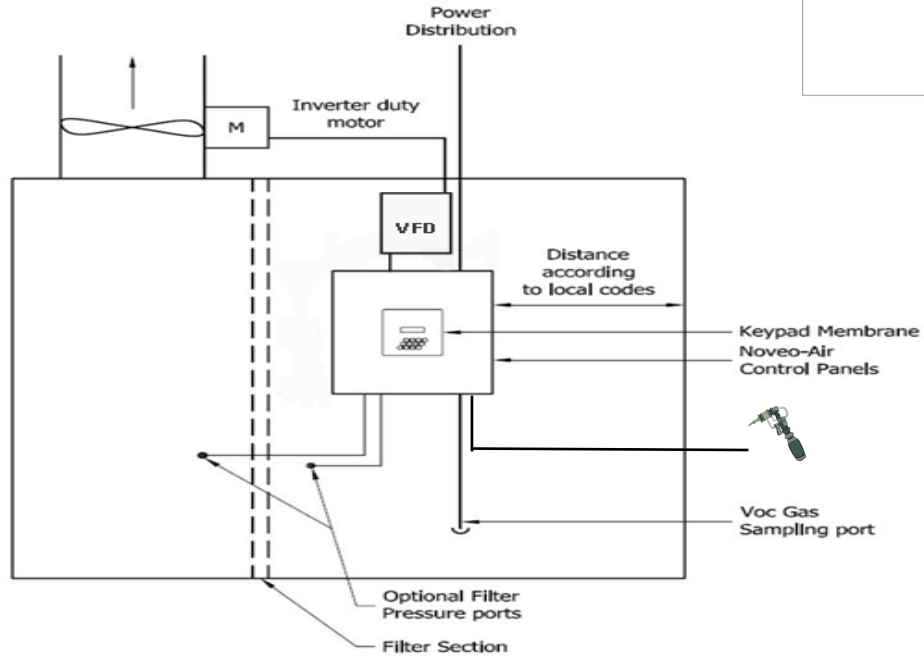 Power
Distribution
Inverter duty
motor
M
VFD
Distance
according
to local codes
Keypad Membrane
Noveo-Air
Control Panels
Voc Gas
Sampling port
Optional Filter
Pressure ports
Filter Section